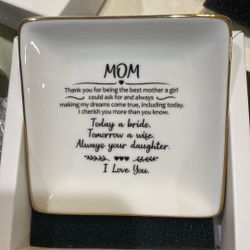 MOM
Thank you for being the best mother a girl
could ask for and always
making my dreams come true, including today.
I cherish you more than you know.
Today a bride.
Tomorrow a wife.
Always your daughter.
I Love You.